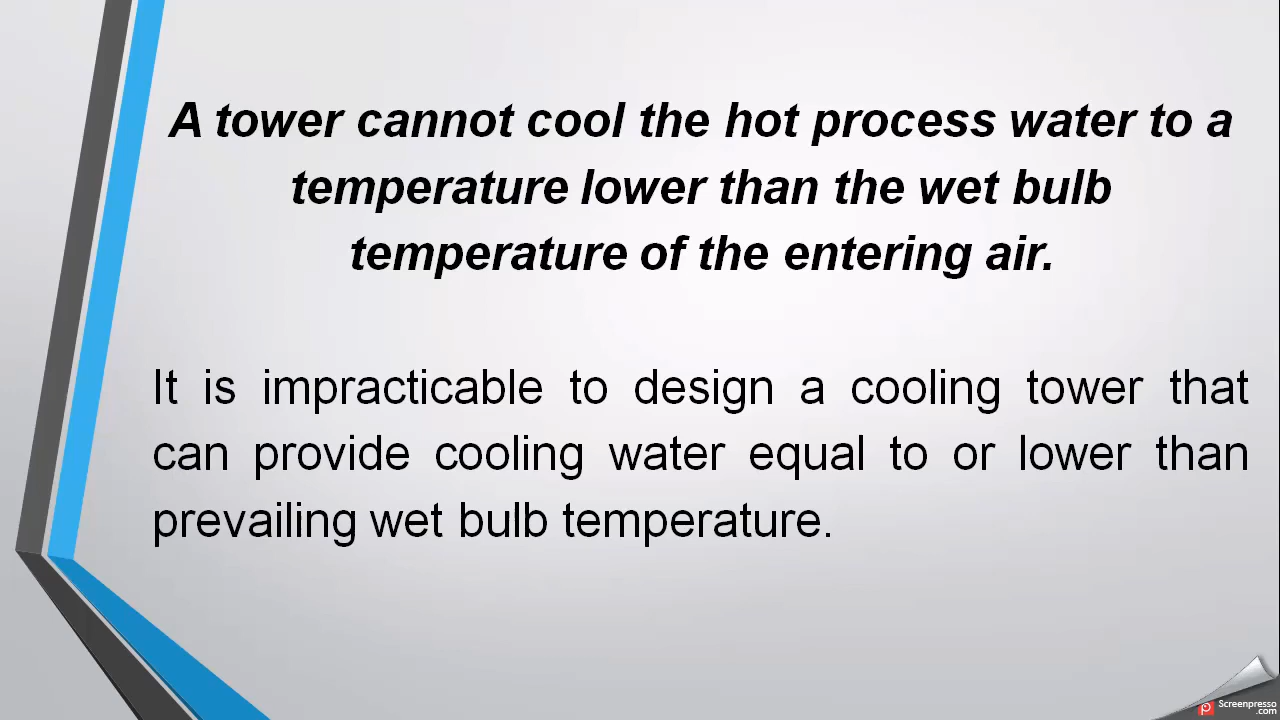 A tower cannot cool the hot process water to a
temperature lower than the wet bulb
temperature of the entering air.
It is impracticable to design a cooling tower that
can provide cooling water equal to or lower than
prevailing wet bulb temperature.
Screenpresso
.com